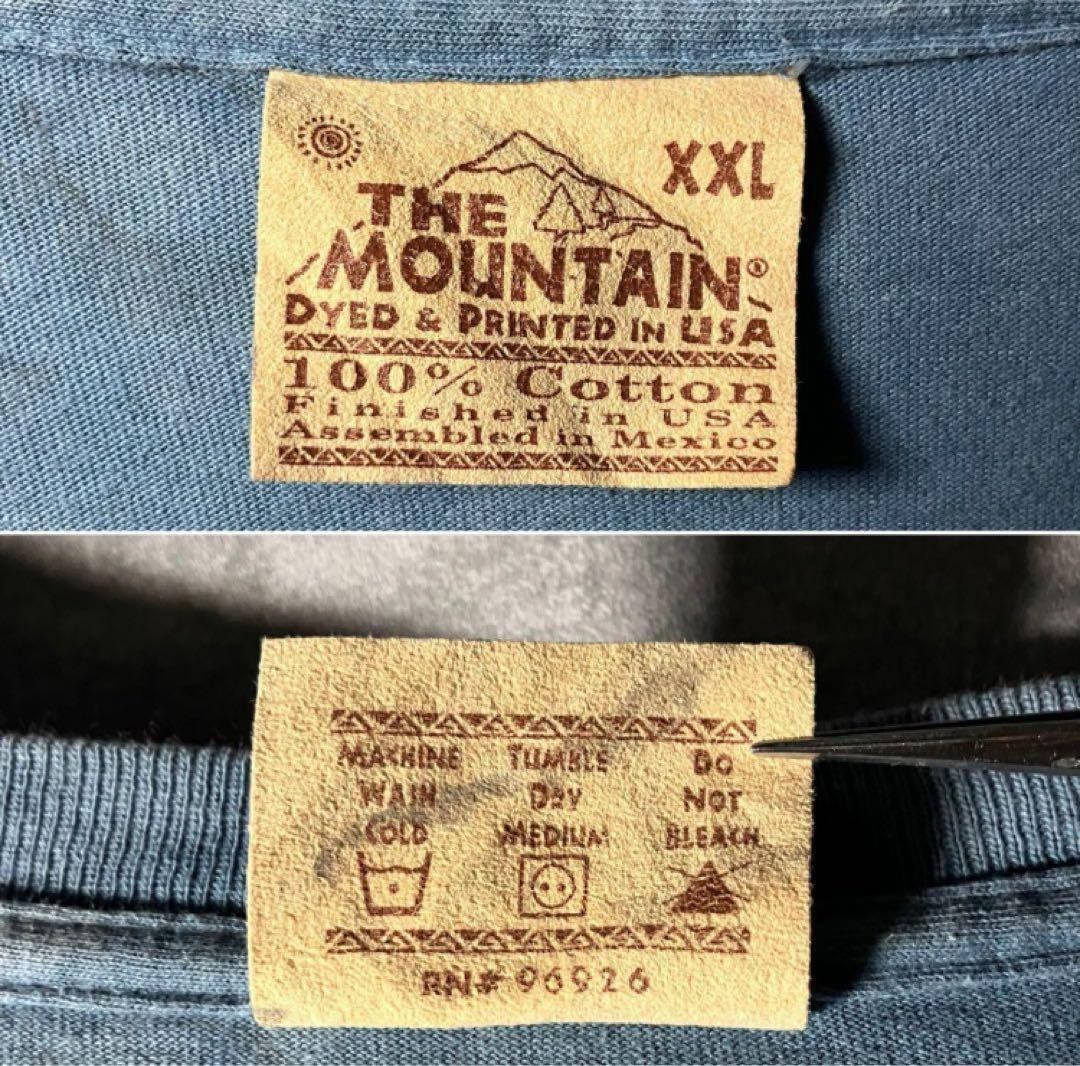 XXL
THE
MOUNTAIN®
DYED & PRINTED IN USA
100% Cotton
Finished in USA
Assembled in Mexico
MACHINE TUMBLE DO
WASH DRY NOT
COLD MEDIUM BLEACH
RN# 96926